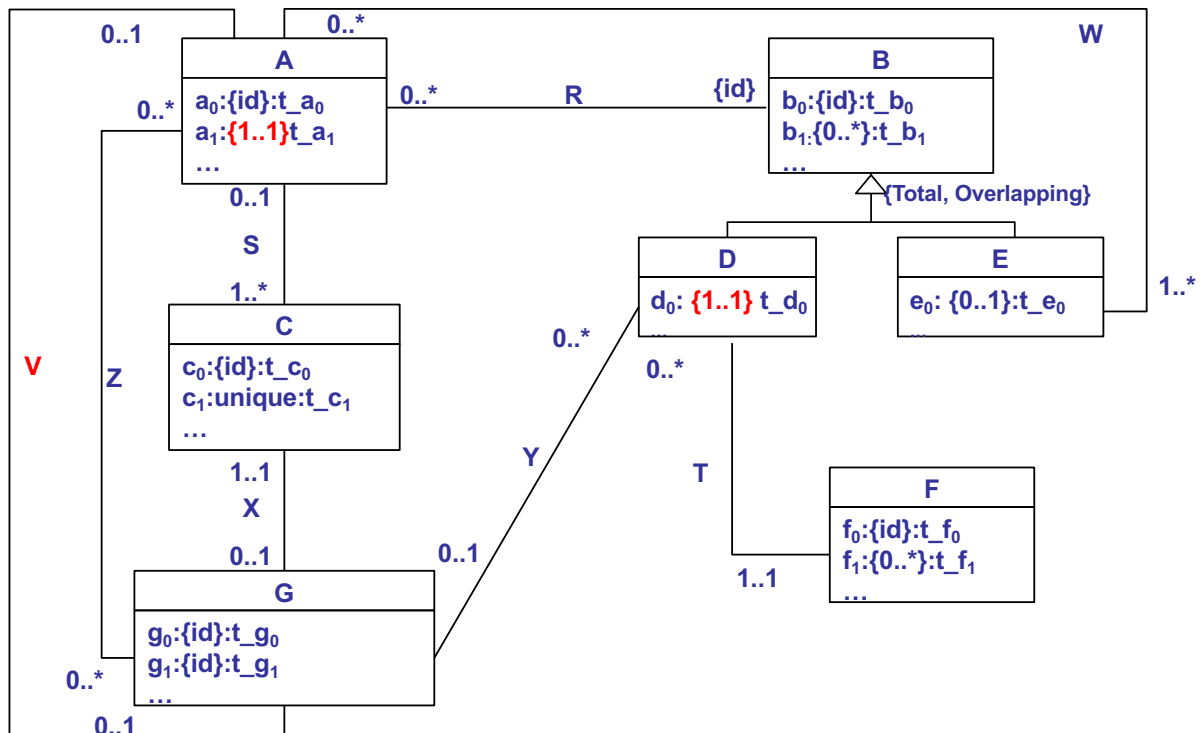 0..1
0..*
W
A
B
a₀:{id}:t_a₀
a₁:{1..1}t_a₁
...
0..*
0..*
R
{id}
b₀:{id}:t_b₀
b₁:{0..*}:t_b₁
...
0..1
{Total, Overlapping}
S
1..*
D
E
d₀: {1..1} t_d₀
...
e₀: {0..1}:t_e₀
...
1..*
C
c₀:{id}:t_c₀
c₁:unique:t_c₁
...
V
Z
0..*
0..*
1..1
X
0..1
Y
0..1
T
1..1
F
f₀:{id}:t_f₀
f₁:{0..*}:t_f₁
...
G
g₀:{id}:t_g₀
g₁:{id}:t_g₁
...
0..*
0..1